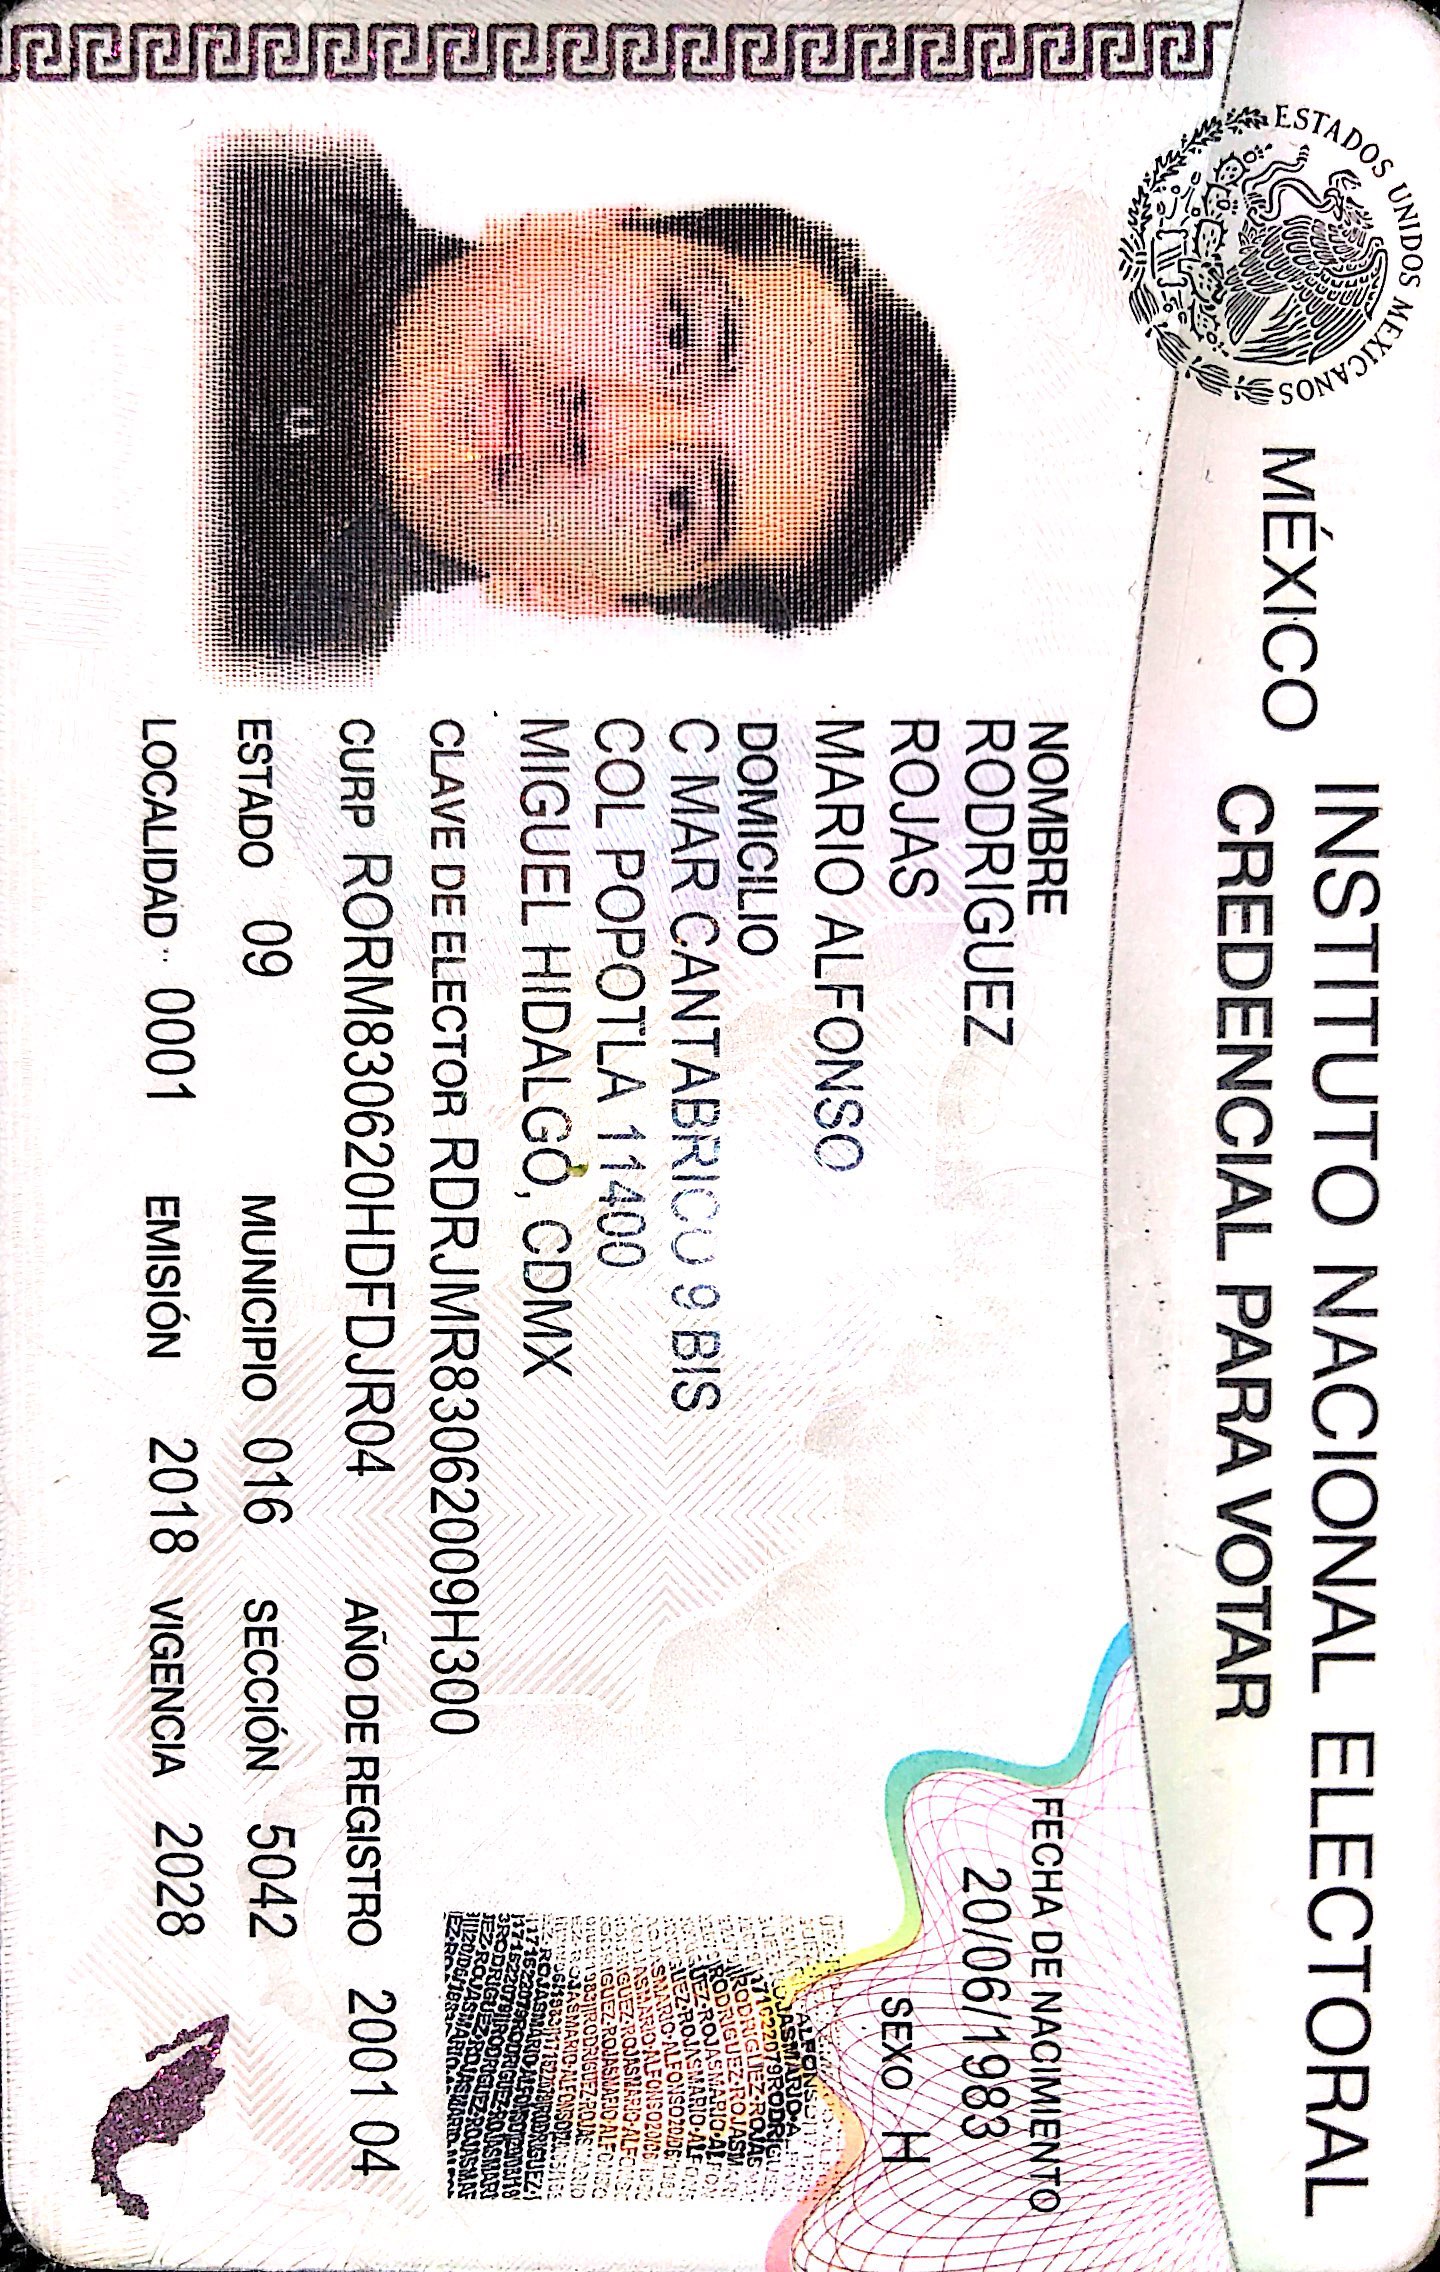 ESTADOS UNIDOS MEXICANOS
MÉXICO
INSTITUTO NACIONAL ELECTORAL
CREDENCIAL PARA VOTAR
NOMBRE
RODRIGUEZ
ROJAS
MARIO ALFONSO
FECHA DE NACIMIENTO
20/06/1983
SEXO H
DOMICILIO
C MAR CANTABRICO 9 BIS
COL POPOTLA 11400
MIGUEL HIDALGO, CDMX
CLAVE DE ELECTOR RDRJMR83062009H300
CURP RORM830620HDFDJR04
AÑO DE REGISTRO 2001 04
ESTADO 09
MUNICIPIO 016
SECCIÓN 5042
LOCALIDAD 0001
EMISIÓN 2018
VIGENCIA 2028